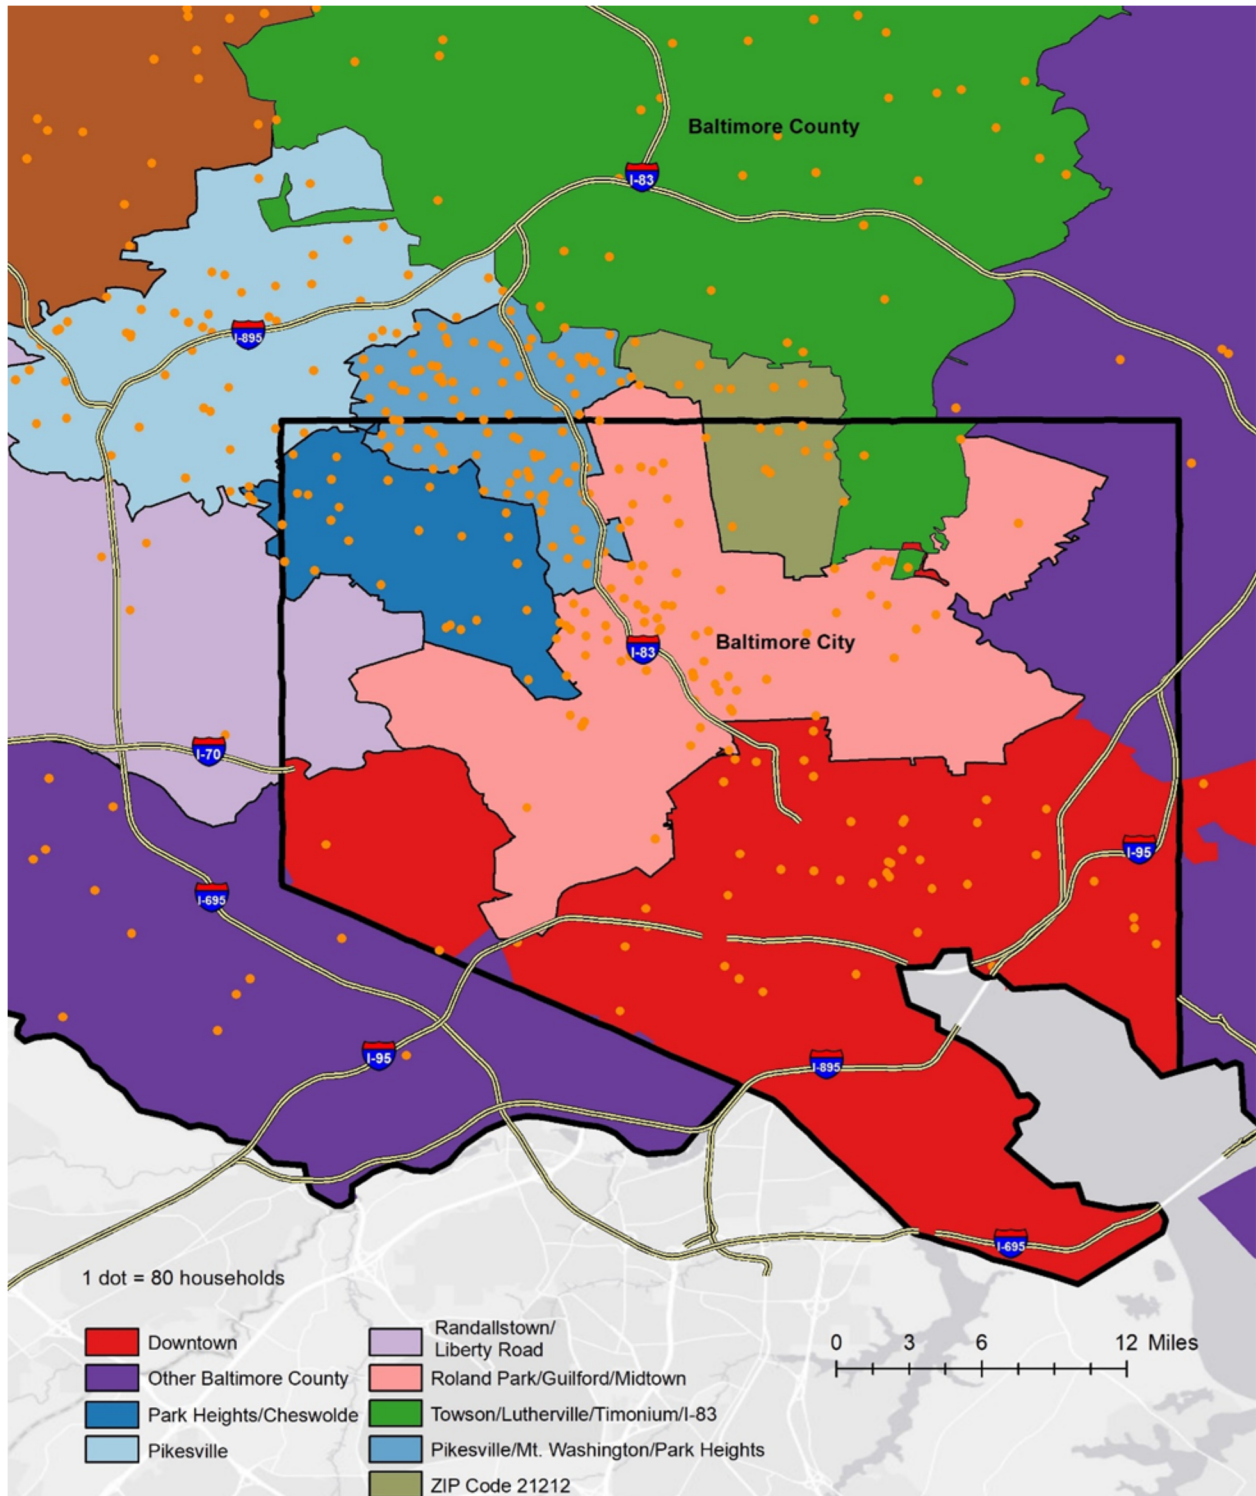 Baltimore County
I-83
I-895
Baltimore City
I-83
I-70
I-95
I-695
I-95
I-895
I-695
1 dot = 80 households
Downtown
Other Baltimore County
Park Heights/Cheswolde
Pikesville
Randallstown/
Liberty Road
Roland Park/Guilford/Midtown
Towson/Lutherville/Timonium/I-83
Pikesville/Mt. Washington/Park Heights
ZIP Code 21212
0 3 6 12 Miles